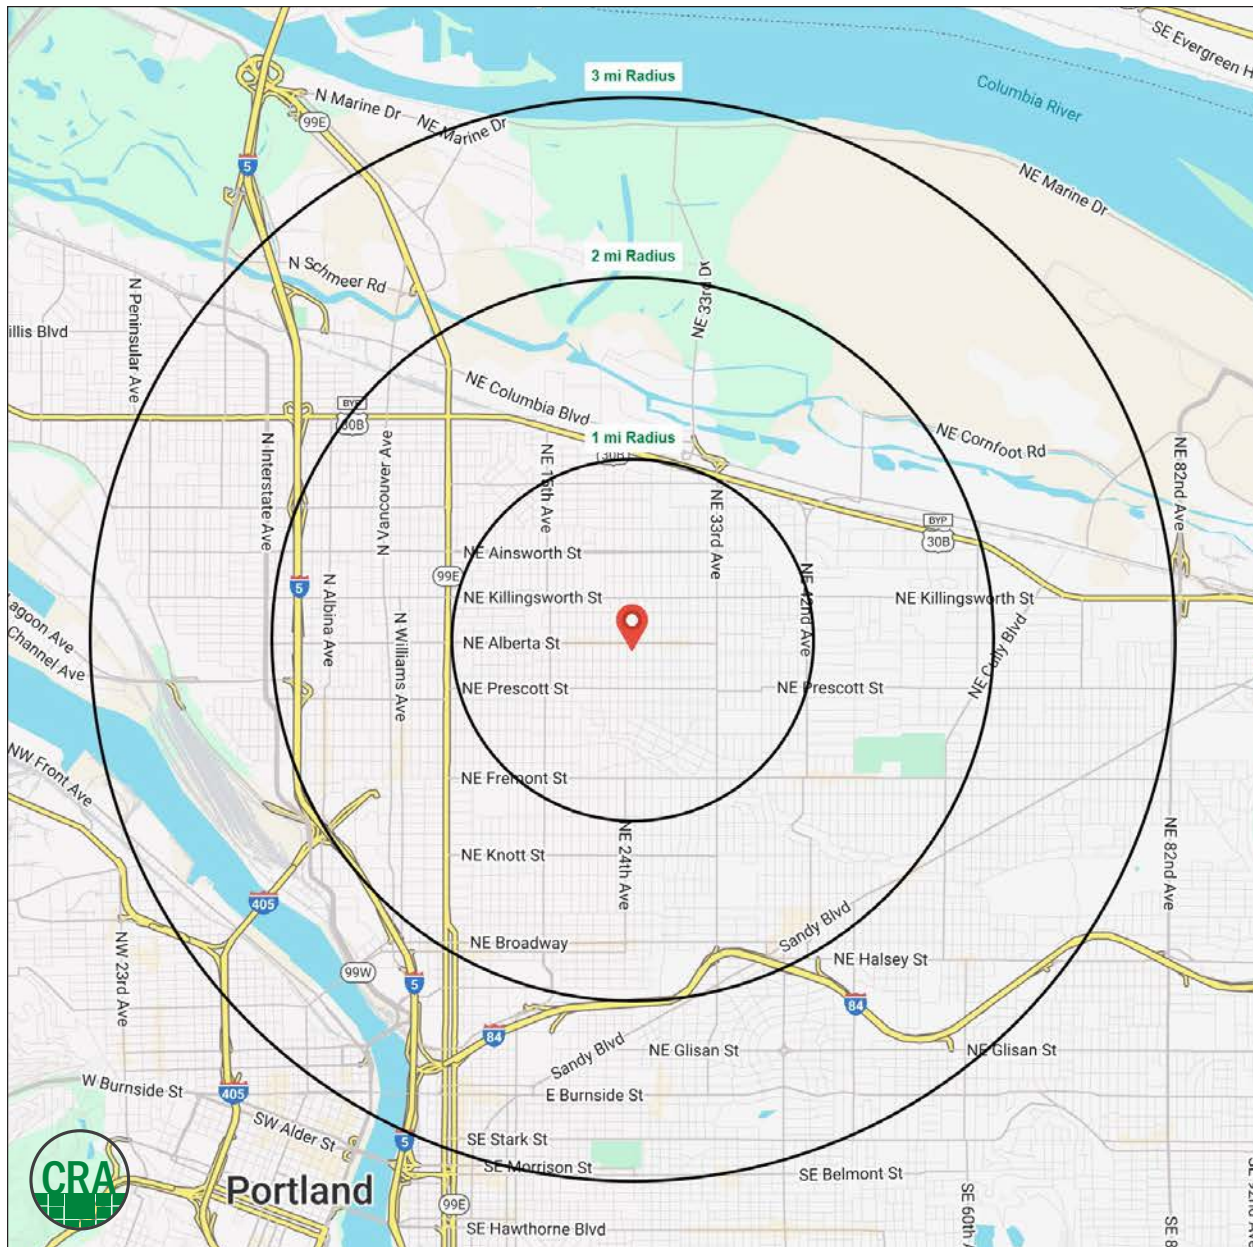 SE Evergreen H
3 mi Radius
Columbia River
N Marine Dr
NE Marine Dr
99E
5
NE Marine Dr
2 mi Radius
N Schmeer Rd
NE 33rd Dr
N Peninsular Ave
illis Blvd
NE Columbia Blvd
BYP
30B
1 mi Radius
30B
NE Cornfoot Rd
N Interstate Ave
N Vancouver Ave
NE 15th Ave
NE 33rd Ave
NE 82nd Ave
BYP
30B
NE Ainsworth St
5
99E
NE Killingsworth St
NE 42nd Ave
NE Killingsworth St
N Albina Ave
Lagoon Ave
Channel Ave
N Williams Ave
NE Alberta St
NE Cully Blvd
NE Prescott St
NE Prescott St
NW Front Ave
NE Fremont St
NE Knott St
NE 24th Ave
NE 82nd Ave
405
NW 23rd Ave
NE Broadway
Sandy Blvd
NE Halsey St
99W
5
84
84
Sandy Blvd
NE Glisan St
NE Glisan St
W Burnside St
405
E Burnside St
SW Alder St
5
SE Stark St
SE Morrison St
SE Belmont St
CRA
Portland
99E
SE Hawthorne Blvd
SE 60th A
SE 8
SE 92nd Ave